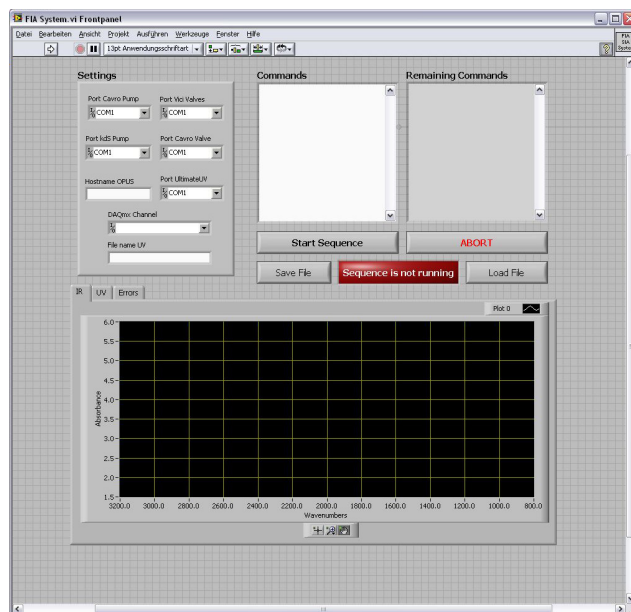 FIA System.vi Frontpanel
Datei Bearbeiten Ansicht Projekt Ausführen Werkzeuge Fenster Hilfe
13pt Anwendungsschriftart
FIA
SIA
System
Settings
Commands
Remaining Commands
Port Cavro Pump
Port Vici Valves
COM1
COM1
Port kdS Pump
Port Cavro Valve
COM1
COM1
Hostname OPUS
Port UltimateUV
COM1
DAQmx Channel
File name UV
Start Sequence
ABORT
Save File
Sequence is not running
Load File
IR UV Errors
Plot 0
6.0
5.5
5.0
4.5
4.0
3.5
3.0
2.5
2.0
1.5
Absorbance
3200.0 3000.0 2800.0 2600.0 2400.0 2200.0 2000.0 1800.0 1600.0 1400.0 1200.0 1000.0 800.0
Wavenumbers